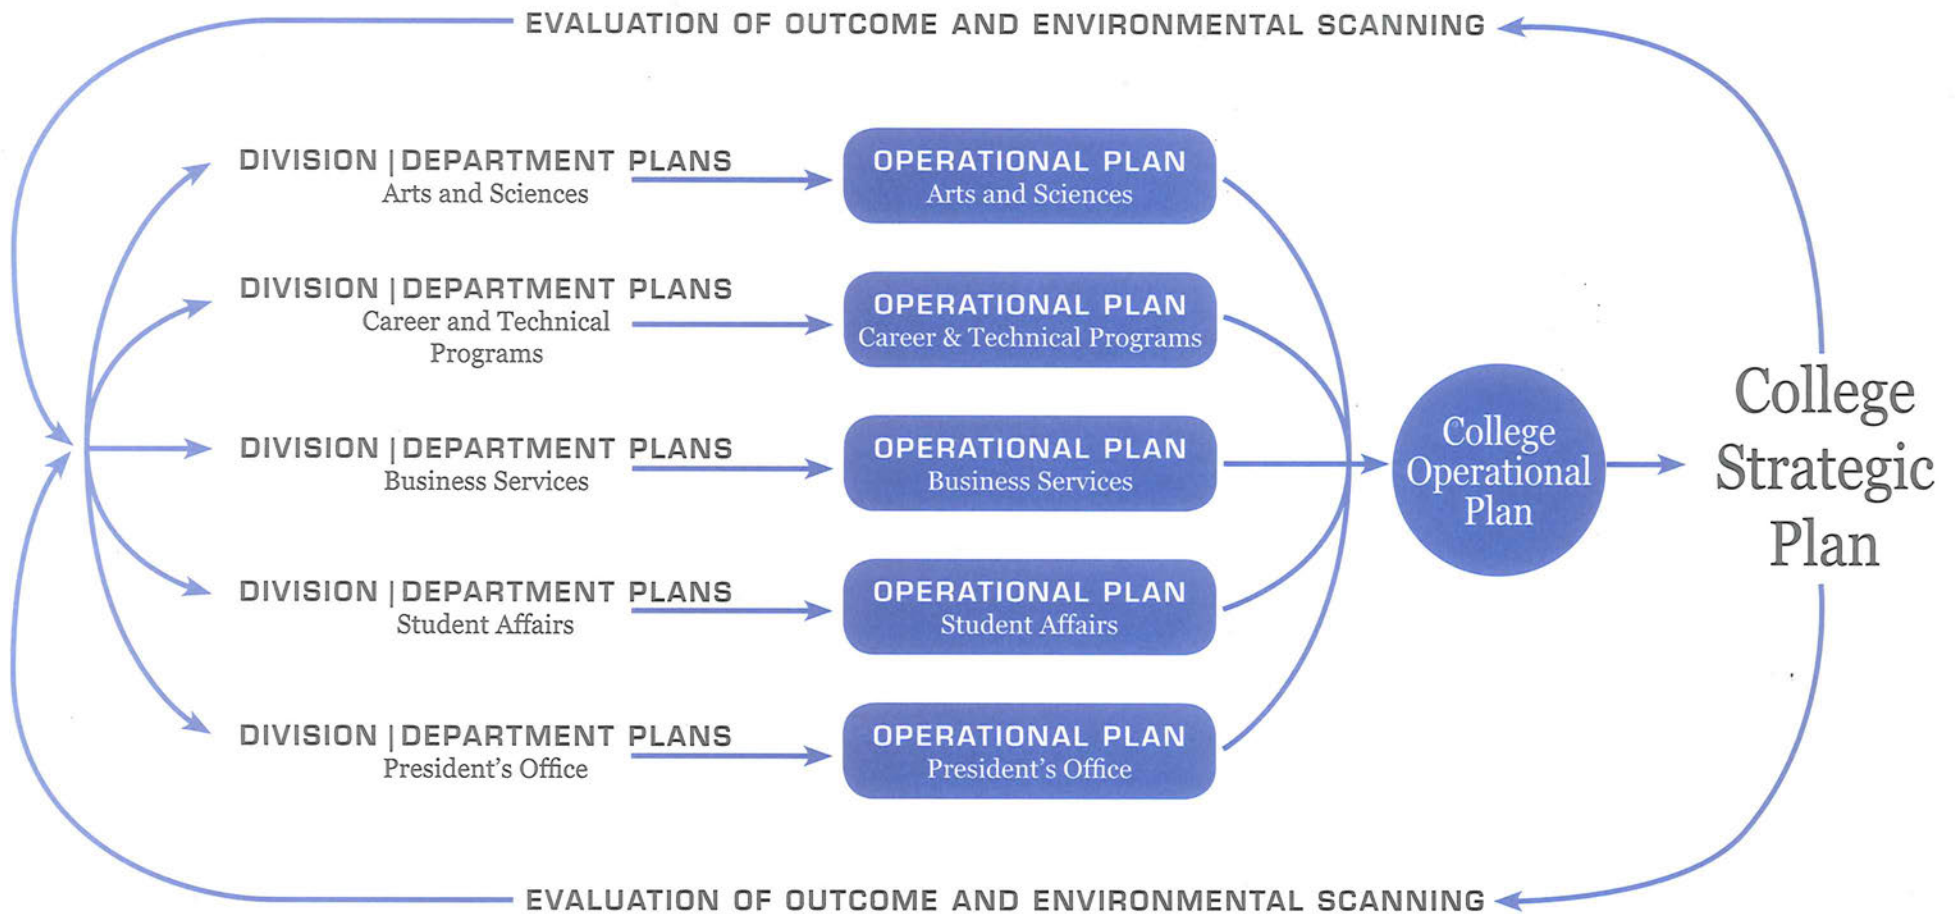 EVALUATION OF OUTCOME AND ENVIRONMENTAL SCANNING
DIVISION | DEPARTMENT PLANS
Arts and Sciences
OPERATIONAL PLAN
Arts and Sciences
DIVISION | DEPARTMENT PLANS
Career and Technical
Programs
OPERATIONAL PLAN
Career & Technical Programs
DIVISION | DEPARTMENT PLANS
Business Services
OPERATIONAL PLAN
Business Services
DIVISION | DEPARTMENT PLANS
Student Affairs
OPERATIONAL PLAN
Student Affairs
DIVISION | DEPARTMENT PLANS
President's Office
OPERATIONAL PLAN
President's Office
College
Operational
Plan
College
Strategic
Plan
EVALUATION OF OUTCOME AND ENVIRONMENTAL SCANNING